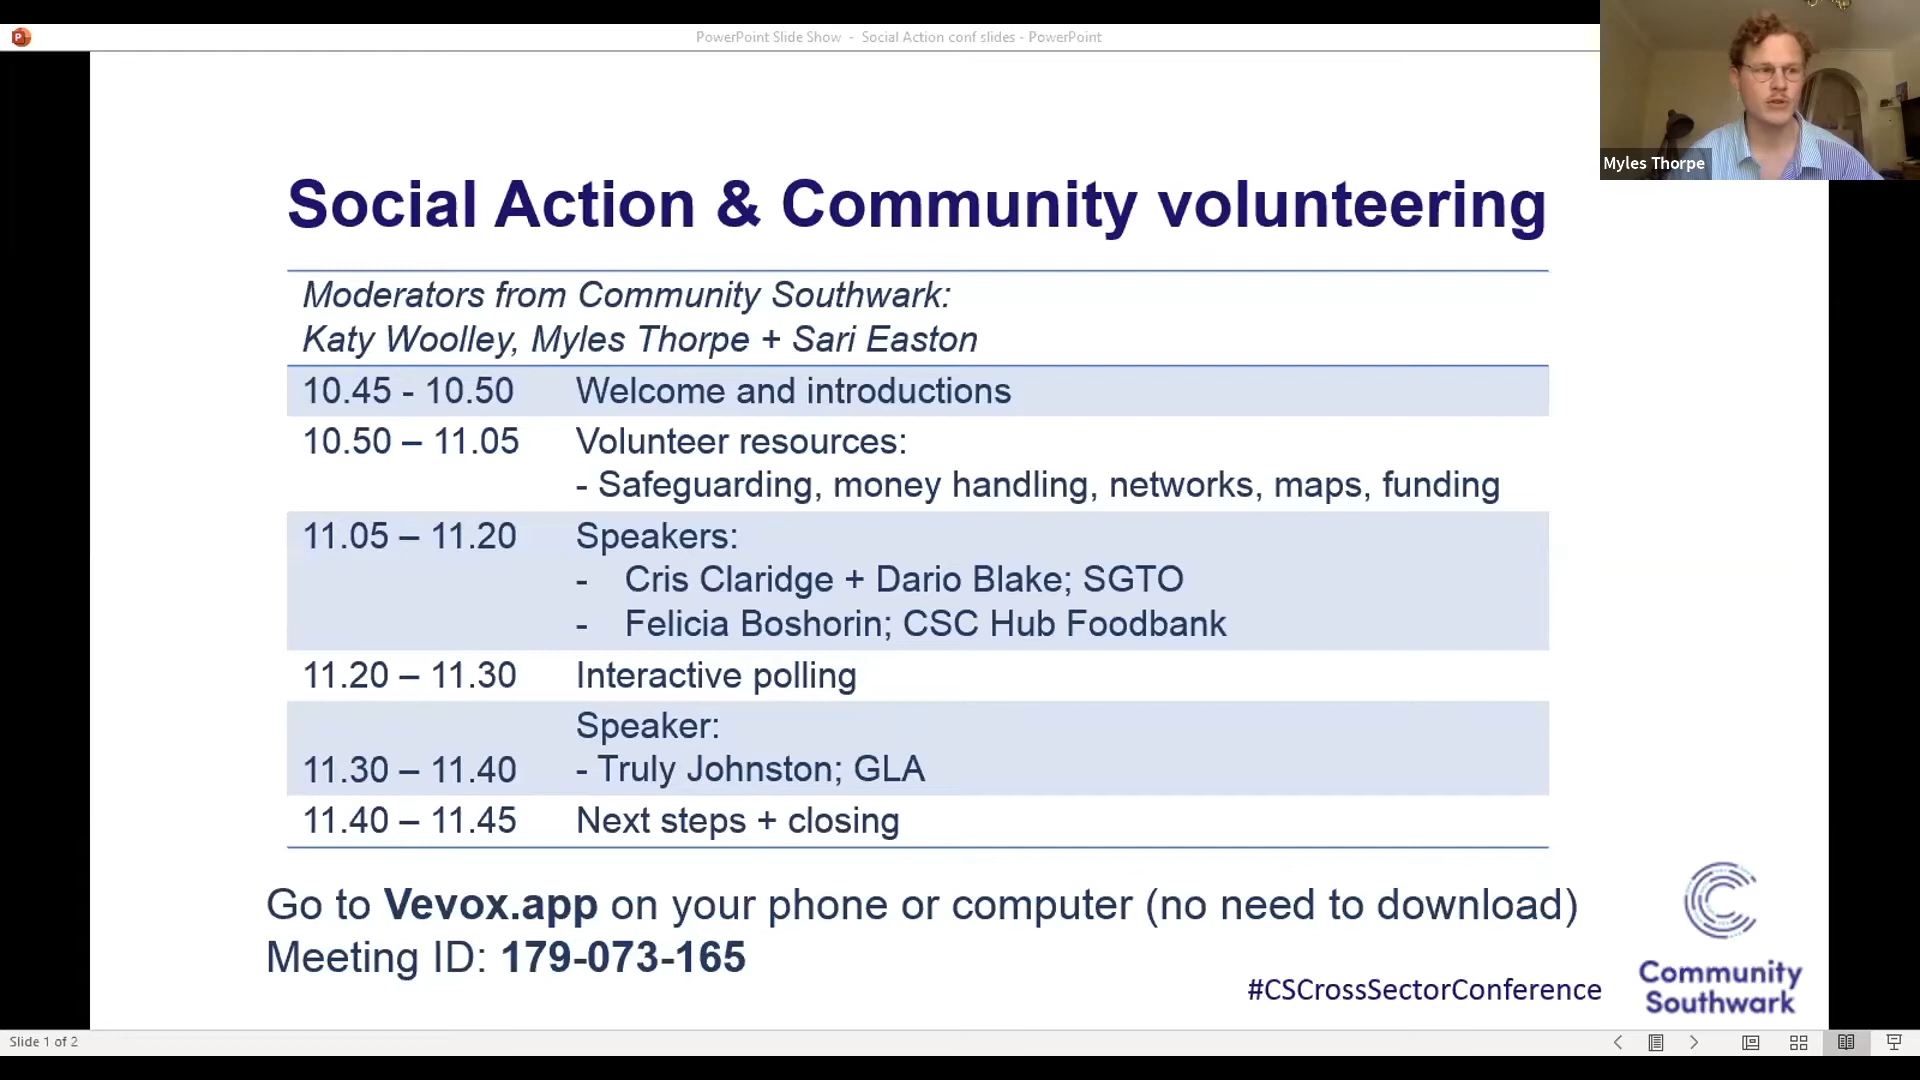 PowerPoint Slide Show - Social Action conf slides - PowerPoint
Myles Thorpe
Social Action & Community volunteering
Moderators from Community Southwark:
Katy Woolley, Myles Thorpe + Sari Easton
10.45 - 10.50 Welcome and introductions
10.50 – 11.05 Volunteer resources:
- Safeguarding, money handling, networks, maps, funding
11.05 – 11.20 Speakers:
- Cris Claridge + Dario Blake; SGTO
- Felicia Boshorin; CSC Hub Foodbank
11.20 – 11.30 Interactive polling
Speaker:
11.30 – 11.40 - Truly Johnston; GLA
11.40 – 11.45 Next steps + closing
Go to Vevox.app on your phone or computer (no need to download)
Meeting ID: 179-073-165
#CSCrossSectorConference
Community
Southwark
Slide 1 of 2